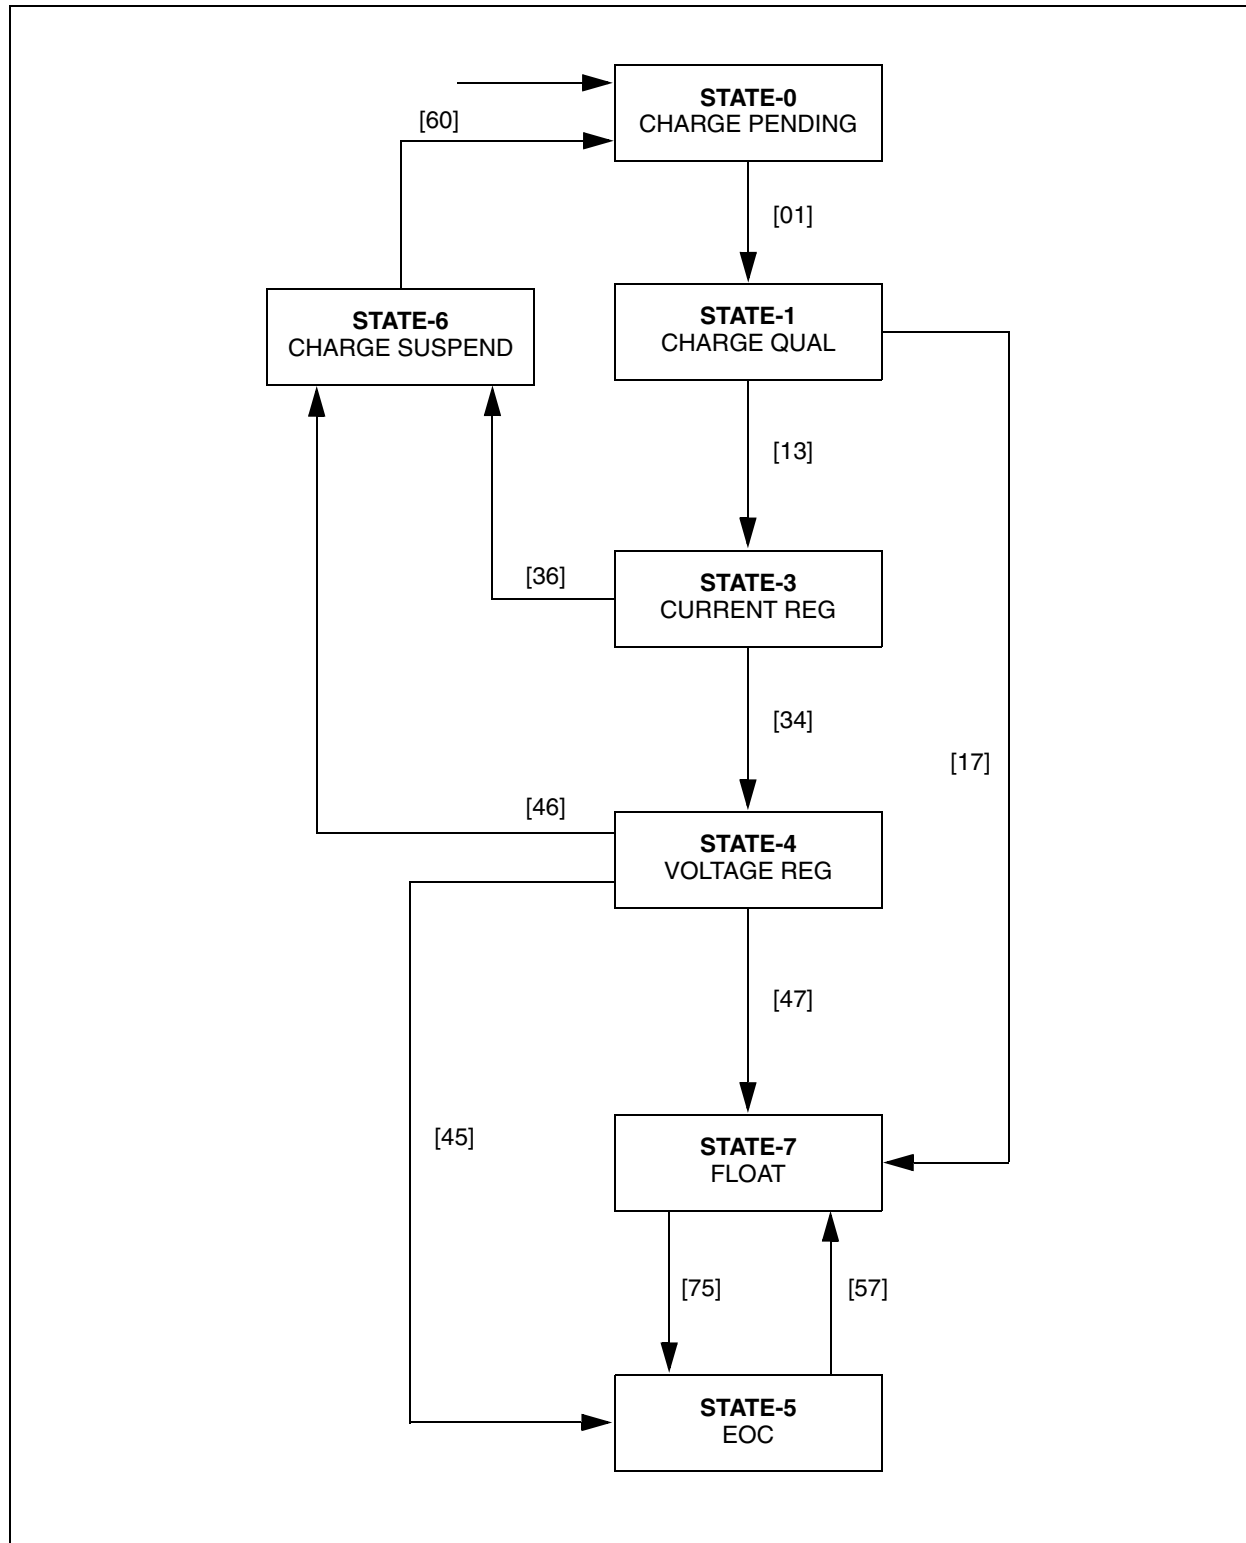 STATE-0
CHARGE PENDING
[60]
[01]
STATE-6
CHARGE SUSPEND
STATE-1
CHARGE QUAL
[13]
[36]
STATE-3
CURRENT REG
[34]
[17]
[46]
STATE-4
VOLTAGE REG
[47]
[45]
STATE-7
FLOAT
[75]
[57]
STATE-5
EOC